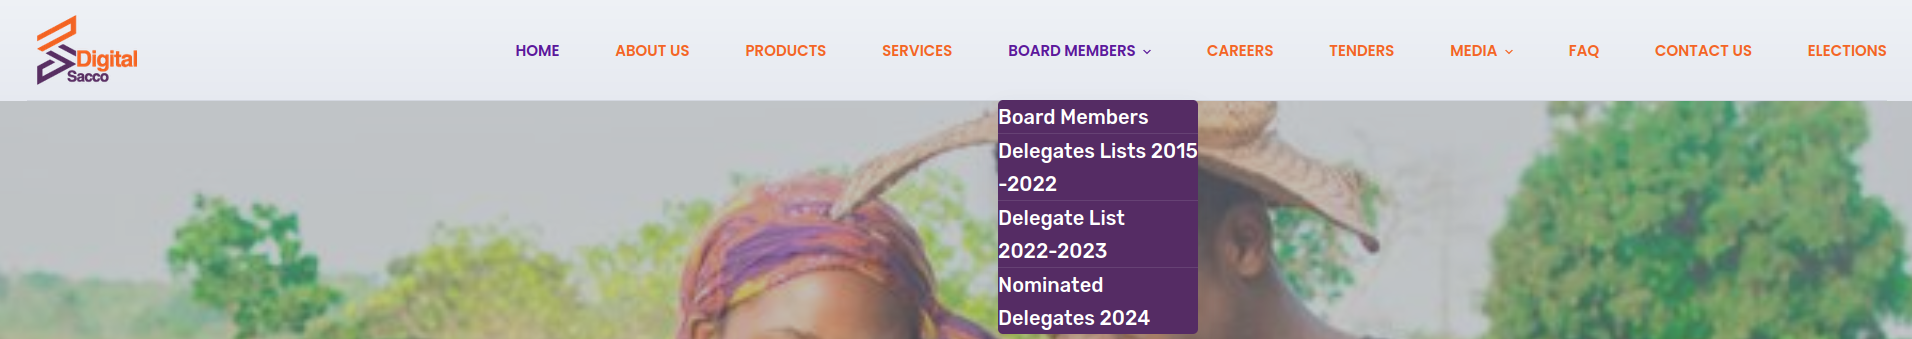 Digital
Sacco
HOME ABOUT US PRODUCTS SERVICES BOARD MEMBERS CAREERS TENDERS MEDIA FAQ CONTACT US ELECTIONS
Board Members
Delegates Lists 2015
-2022
Delegate List
2022-2023
Nominated
Delegates 2024